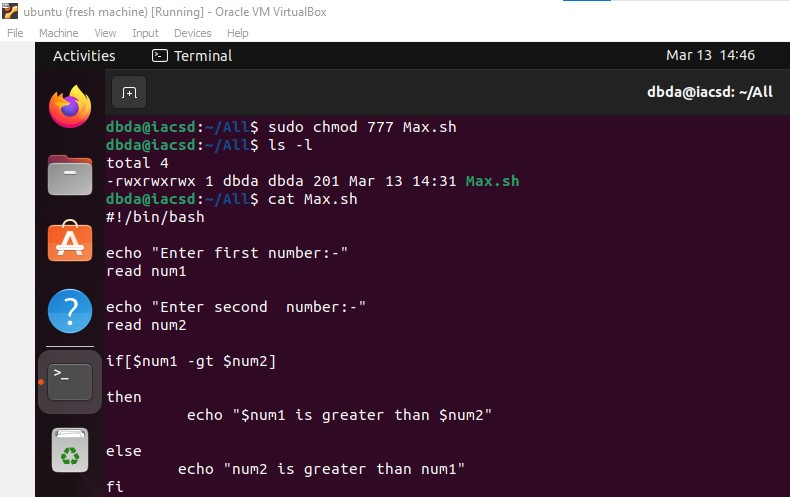 ubuntu (fresh machine) [Running] - Oracle VM VirtualBox
File Machine View Input Devices Help
Activities Terminal Mar 13 14:46
dbda@iacsd: ~/All
dbda@iacsd:~/All$ sudo chmod 777 Max.sh
dbda@iacsd:~/All$ ls -l
total 4
-rwxrwxrwx 1 dbda dbda 201 Mar 13 14:31 Max.sh
dbda@iacsd:~/All$ cat Max.sh
#!/bin/bash
echo "Enter first number:-"
read num1
echo "Enter second  number:-"
read num2
if[$num1 -gt $num2]
then
echo "$num1 is greater than $num2"
else
echo "num2 is greater than num1"
fi